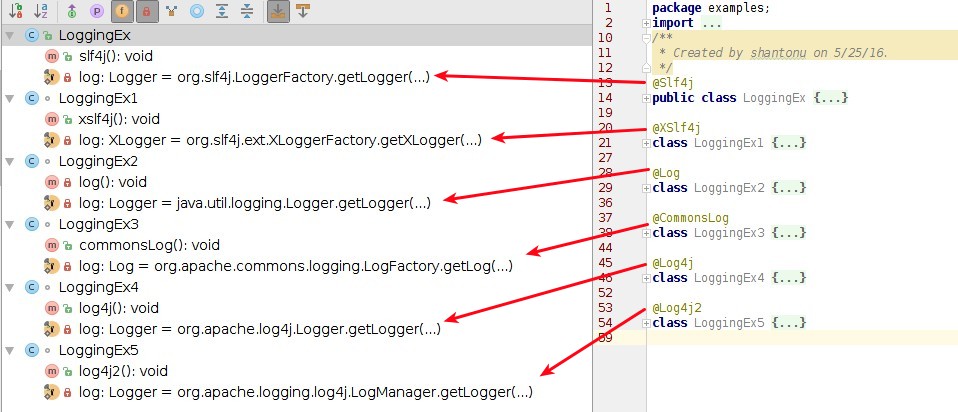 LoggingEx
slf4j(): void
log: Logger = org.slf4j.LoggerFactory.getLogger(...)
LoggingEx1
xslf4j(): void
log: XLogger = org.slf4j.ext.XLoggerFactory.getXLogger(...)
LoggingEx2
log(): void
log: Logger = java.util.logging.Logger.getLogger(...)
LoggingEx3
commonsLog(): void
log: Log = org.apache.commons.logging.LogFactory.getLog(...)
LoggingEx4
log4j(): void
log: Logger = org.apache.log4j.Logger.getLogger(...)
LoggingEx5
log4j2(): void
log: Logger = org.apache.logging.log4j.LogManager.getLogger(...)
1 package examples;
2 import ...
10 /**
11 * Created by shantonu on 5/25/16.
12 */
13 @Slf4j
14 public class LoggingEx {...}
19
20 @XSlf4j
21 class LoggingEx1 {...}
27
28 @Log
29 class LoggingEx2 {...}
36
37 @CommonsLog
38 class LoggingEx3 {...}
44
45 @Log4j
46 class LoggingEx4 {...}
52
53 @Log4j2
54 class LoggingEx5 {...}
59